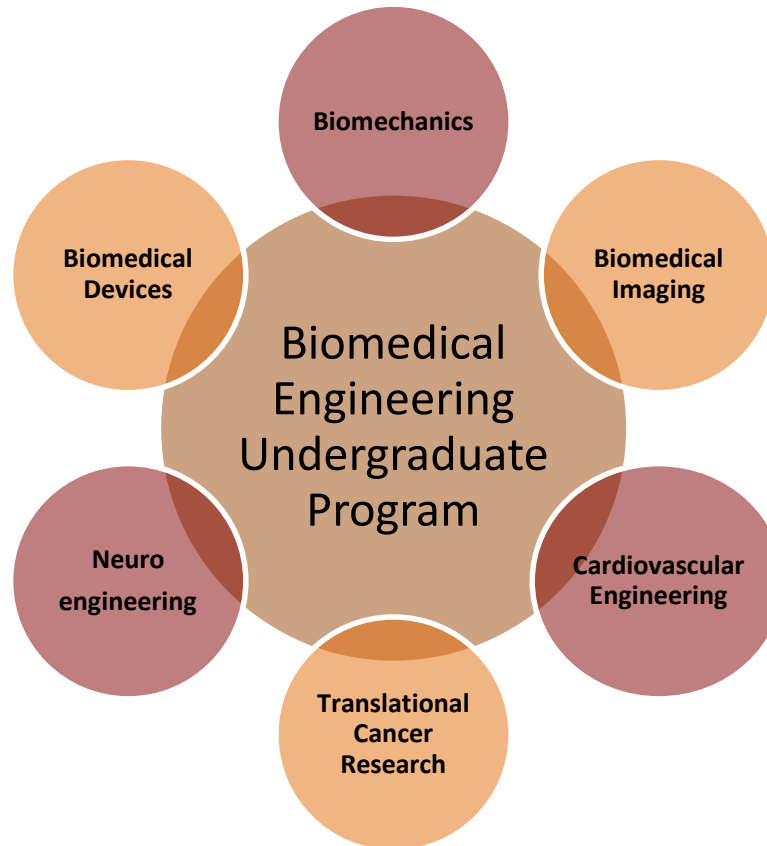 Biomechanics
Biomedical
Devices
Biomedical
Imaging
Biomedical
Engineering
Undergraduate
Program
Neuro
engineering
Cardiovascular
Engineering
Translational
Cancer
Research